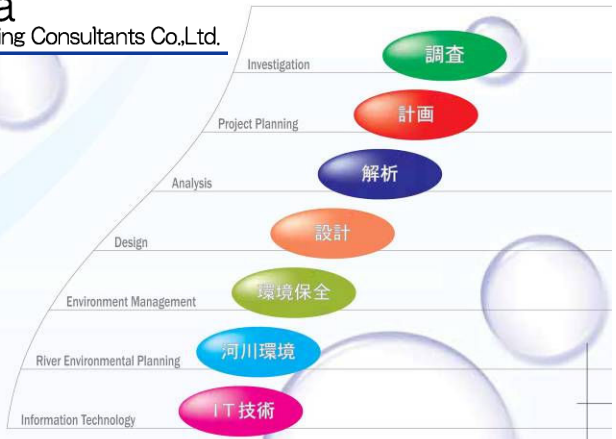 a
ing Consultants Co.,Ltd.
Investigation 調査
Project Planning 計画
Analysis 解析
Design 設計
Environment Management 環境保全
River Environmental Planning 河川環境
Information Technology IT技術